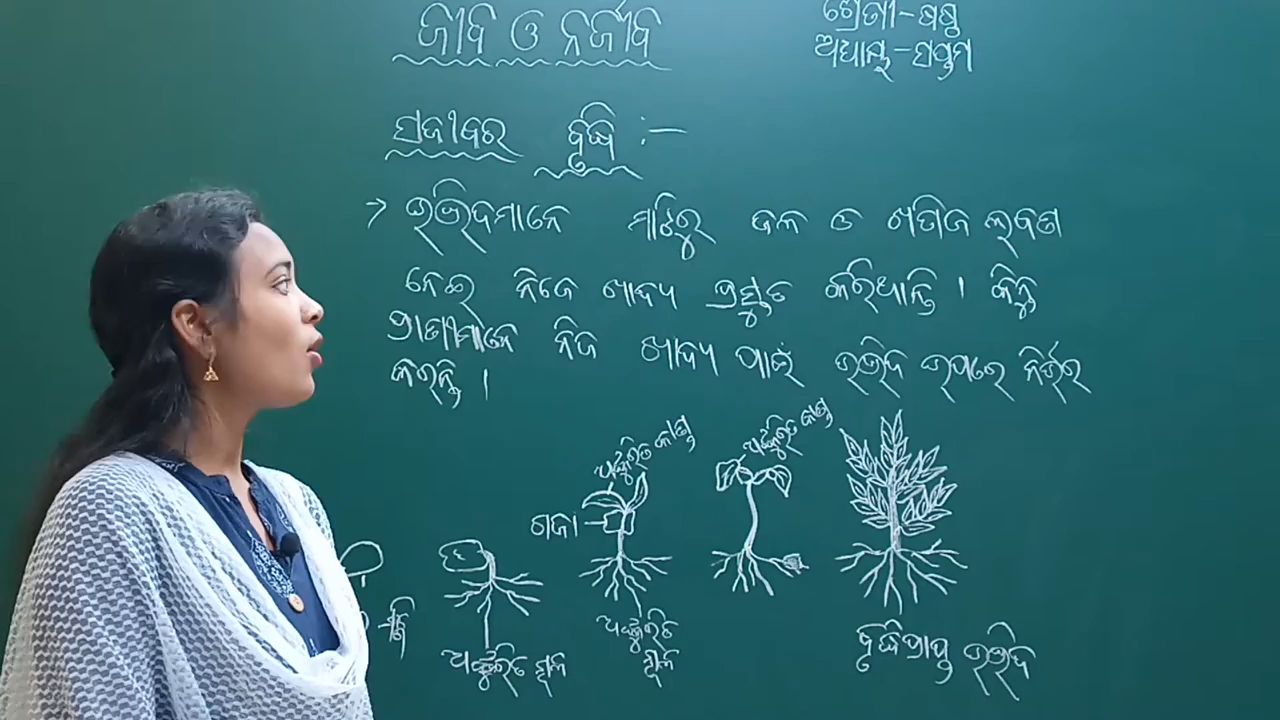 ଜୀବ ଓ ନିର୍ଜୀବ
ଶ୍ରେଣୀ - ଷଷ୍ଠ
ଅଧ୍ୟାୟ - ସପ୍ତମ
ସଜୀବର ବୃଦ୍ଧି :-
→ ଉଦ୍ଭିଦମାନେ ମାଟିରୁ ଜଳ ଓ ଖଣିଜ ଲବଣ
ନେଇ ନିଜେ ଖାଦ୍ୟ ପ୍ରସ୍ତୁତ କରିଥାନ୍ତି । କିନ୍ତୁ
ପ୍ରାଣୀମାନେ ନିଜ ଖାଦ୍ୟ ପାଇଁ ଉଦ୍ଭିଦ ଉପରେ ନିର୍ଭର
କରନ୍ତି ।
ଅଙ୍କୁରିତ କାଣ୍ଡ
ଅଙ୍କୁରିତ କାଣ୍ଡ
ଗଜା
ଅଙ୍କୁରିତ ମୂଳ
ଅଙ୍କୁରିତ
ମୂଳ
ବୃଦ୍ଧିପ୍ରାପ୍ତ ଉଦ୍ଭିଦ